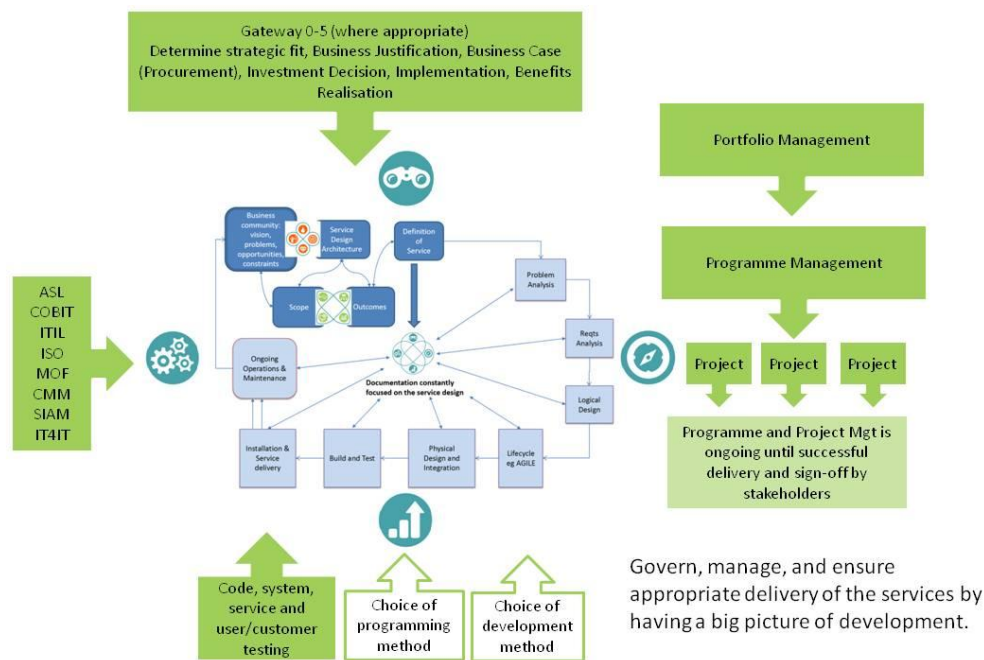 Gateway 0-5 (where appropriate)
Determine strategic fit, Business Justification, Business Case
(Procurement), Investment Decision, Implementation, Benefits
Realisation
Portfolio Management
Programme Management
Project
Project
Project
Programme and Project Mgt is
ongoing until successful
delivery and sign-off by
stakeholders
ASL
COBIT
ITIL
ISO
MOF
CMM
SIAM
IT4IT
Business
community:
vision,
problems,
opportunities,
constraints
Service
Design
Architecture
Definition
of
Service
Scope
Outcomes
Problem
Analysis
Reqts
Analysis
Logical
Design
Ongoing
Operations &
Maintenance
Documentation constantly
focused on the service design
Installation &
Service
delivery
Build and Test
Physical
Design and
Integration
Lifecycle
eg AGILE
Code, system,
service and
user/customer
testing
Choice of
programming
method
Choice of
development
method
Govern, manage, and ensure
appropriate delivery of the services by
having a big picture of development.